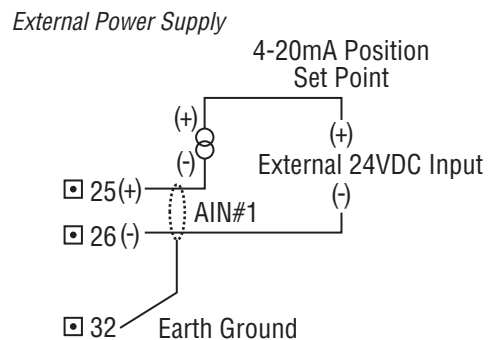 External Power Supply
4-20mA Position
Set Point
(+)
(+)
(-)
External 24VDC Input
25(+)
(-)
AIN#1
26(-)
32
Earth Ground